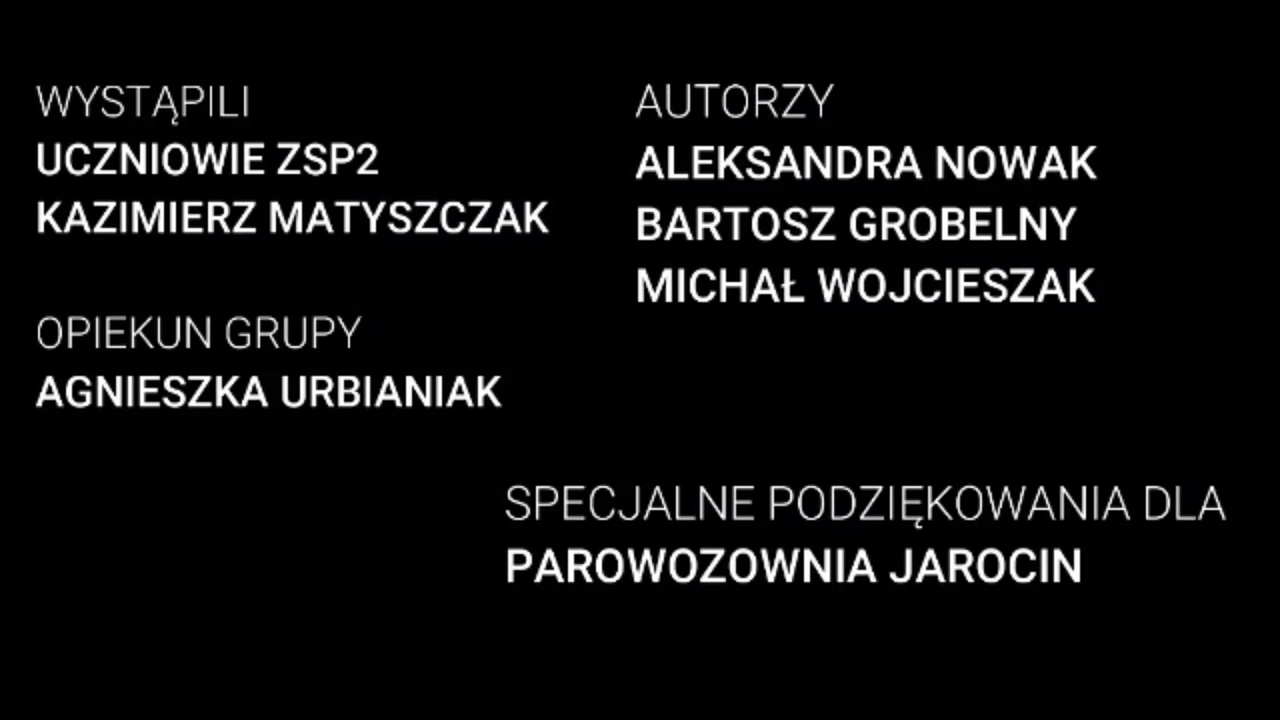 WYSTĄPILI
UCZNIOWIE ZSP2
KAZIMIERZ MATYSZCZAK
OPIEKUN GRUPY
AGNIESZKA URBIANIAK
AUTORZY
ALEKSANDRA NOWAK
BARTOSZ GROBELNY
MICHAŁ WOJCIESZAK
SPECJALNE PODZIĘKOWANIA DLA
PAROWOZOWNIA JAROCIN